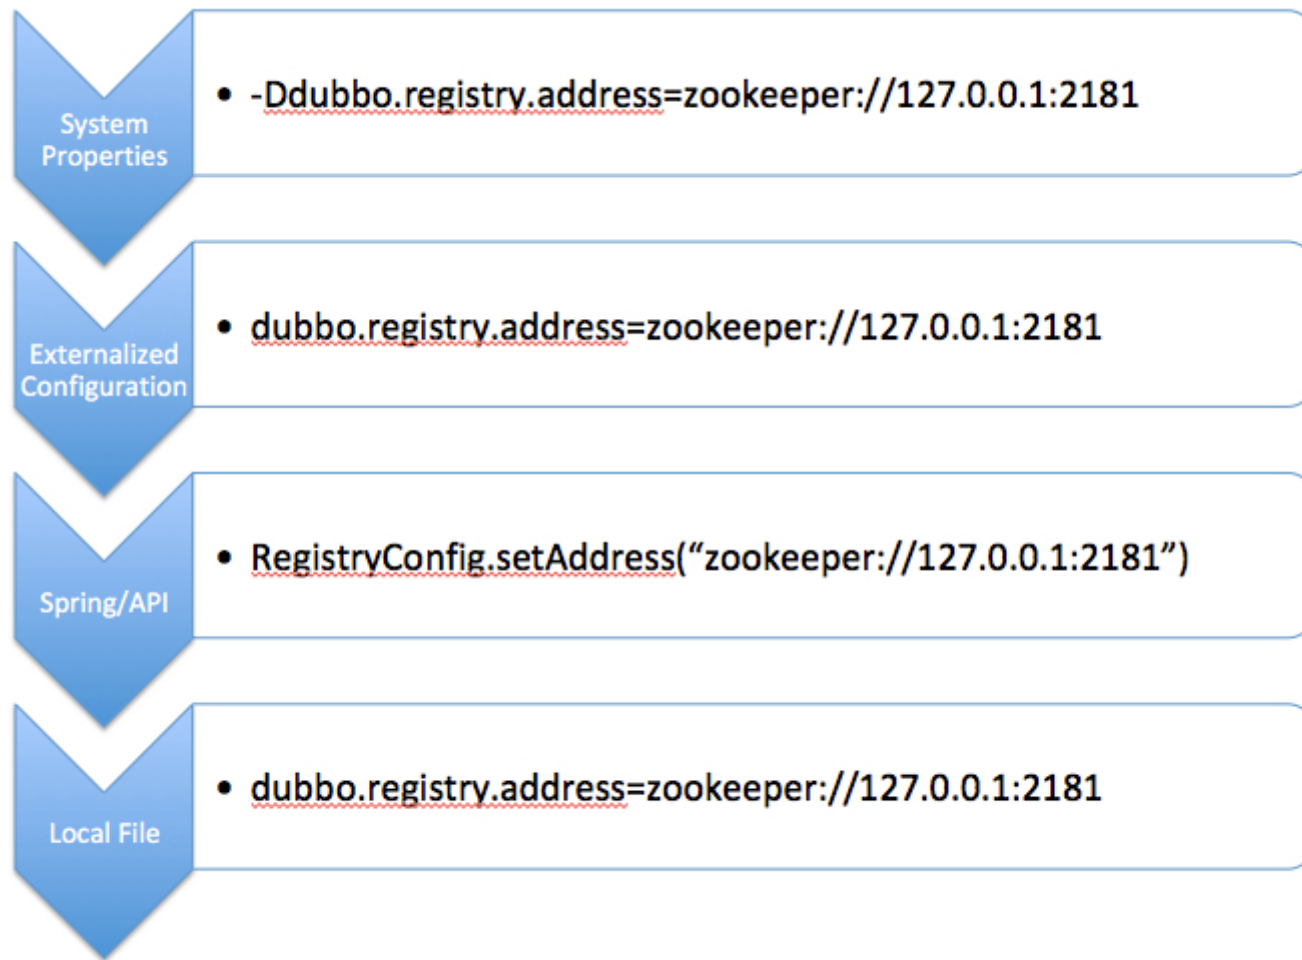 System
Properties
• -Ddubbo.registry.address=zookeeper://127.0.0.1:2181
Externalized
Configuration
• dubbo.registry.address=zookeeper://127.0.0.1:2181
Spring/API
• RegistryConfig.setAddress(“zookeeper://127.0.0.1:2181”)
Local File
• dubbo.registry.address=zookeeper://127.0.0.1:2181